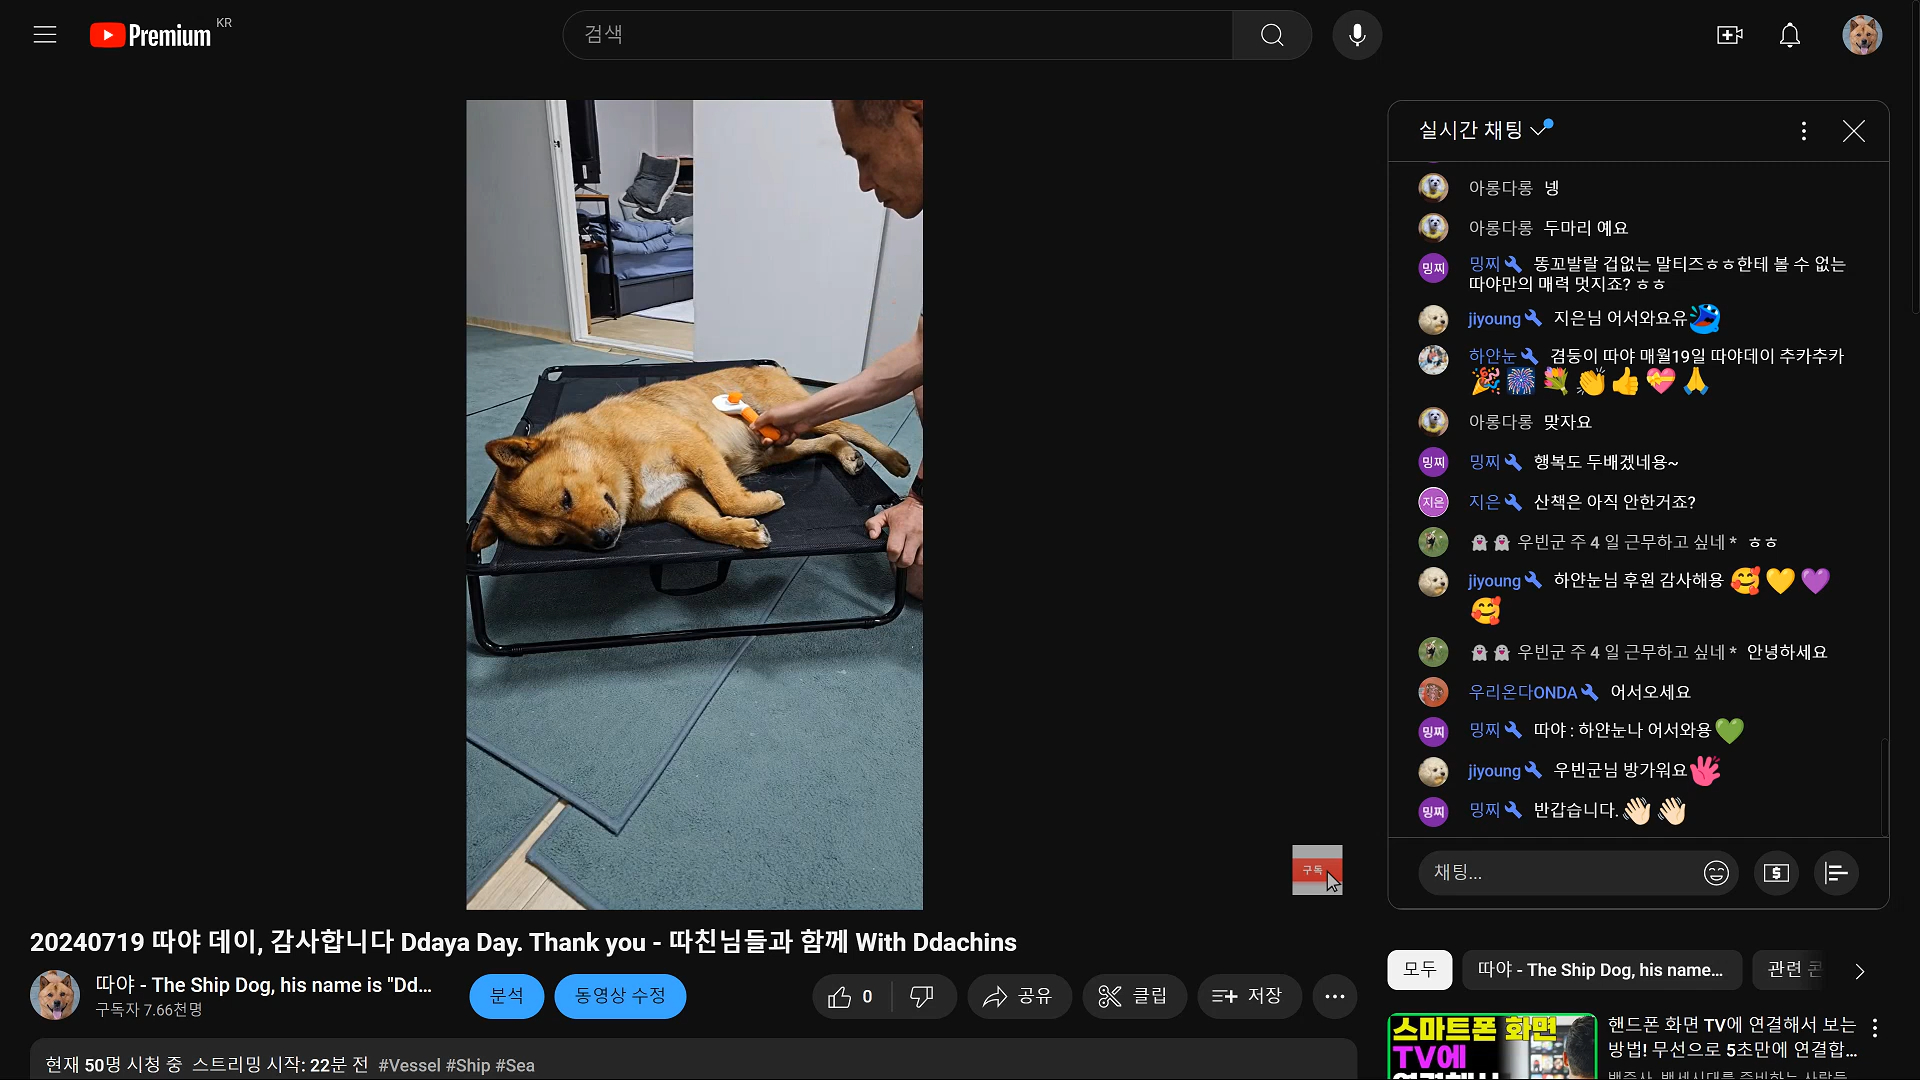 Premium KR
검색
실시간 채팅
아롱다롱 넹
아롱다롱 두마리 예요
밍찌 밍찌 똥꼬발랄 겁없는 말티즈ㅎㅎ한테 볼 수 없는
따야만의 매력 멋지죠? ㅎㅎ
jiyoung 지은님 어서와요유
하얀눈 겸둥이 따야 매월19일 따야데이 추카추카
🎉🎆💐👏👍💝🙏
아롱다롱 맞자요
밍찌 밍찌 행복도 두배겠네용~
지은 지은 산책은 아직 안한거죠?
👻👻 우빈군 주 4 일 근무하고 싶네 * ㅎㅎ
jiyoung 하얀눈님 후원 감사해용 🥰💛💜
🥰
👻👻 우빈군 주 4 일 근무하고 싶네 * 안녕하세요
우리온다ONDA 어서오세요
밍찌 밍찌 따야 : 하얀눈나 어서와용💚
jiyoung 우빈군님 방가워요
밍찌 밍찌 반갑습니다.👋🏻👋🏻
구독
채팅...
20240719 따야 데이, 감사합니다 Ddaya Day. Thank you - 따친님들과 함께 With Ddachins
따야 - The Ship Dog, his name is "Dd...
구독자 7.66천명
분석
동영상 수정
0
공유
클립
저장
현재 50명 시청 중 스트리밍 시작: 22분 전 #Vessel #Ship #Sea
모두
따야 - The Ship Dog, his name...
관련
스마트폰 화면
TV에
핸드폰 화면 TV에 연결해서 보는
방법! 무선으로 5초만에 연결합...